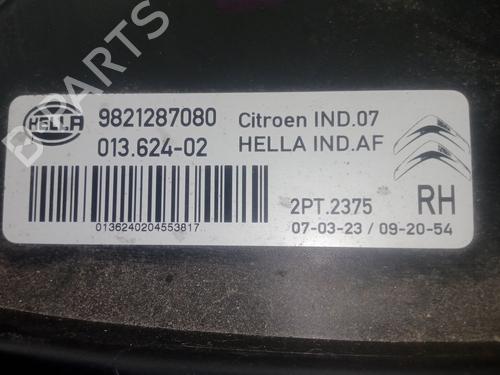 HELLA
9821287080
Citroen IND.07
013.624-02
HELLA IND.AF
0136240204553817
2PT.2375
RH
07-03-23 / 09-20-54
B-PARTS